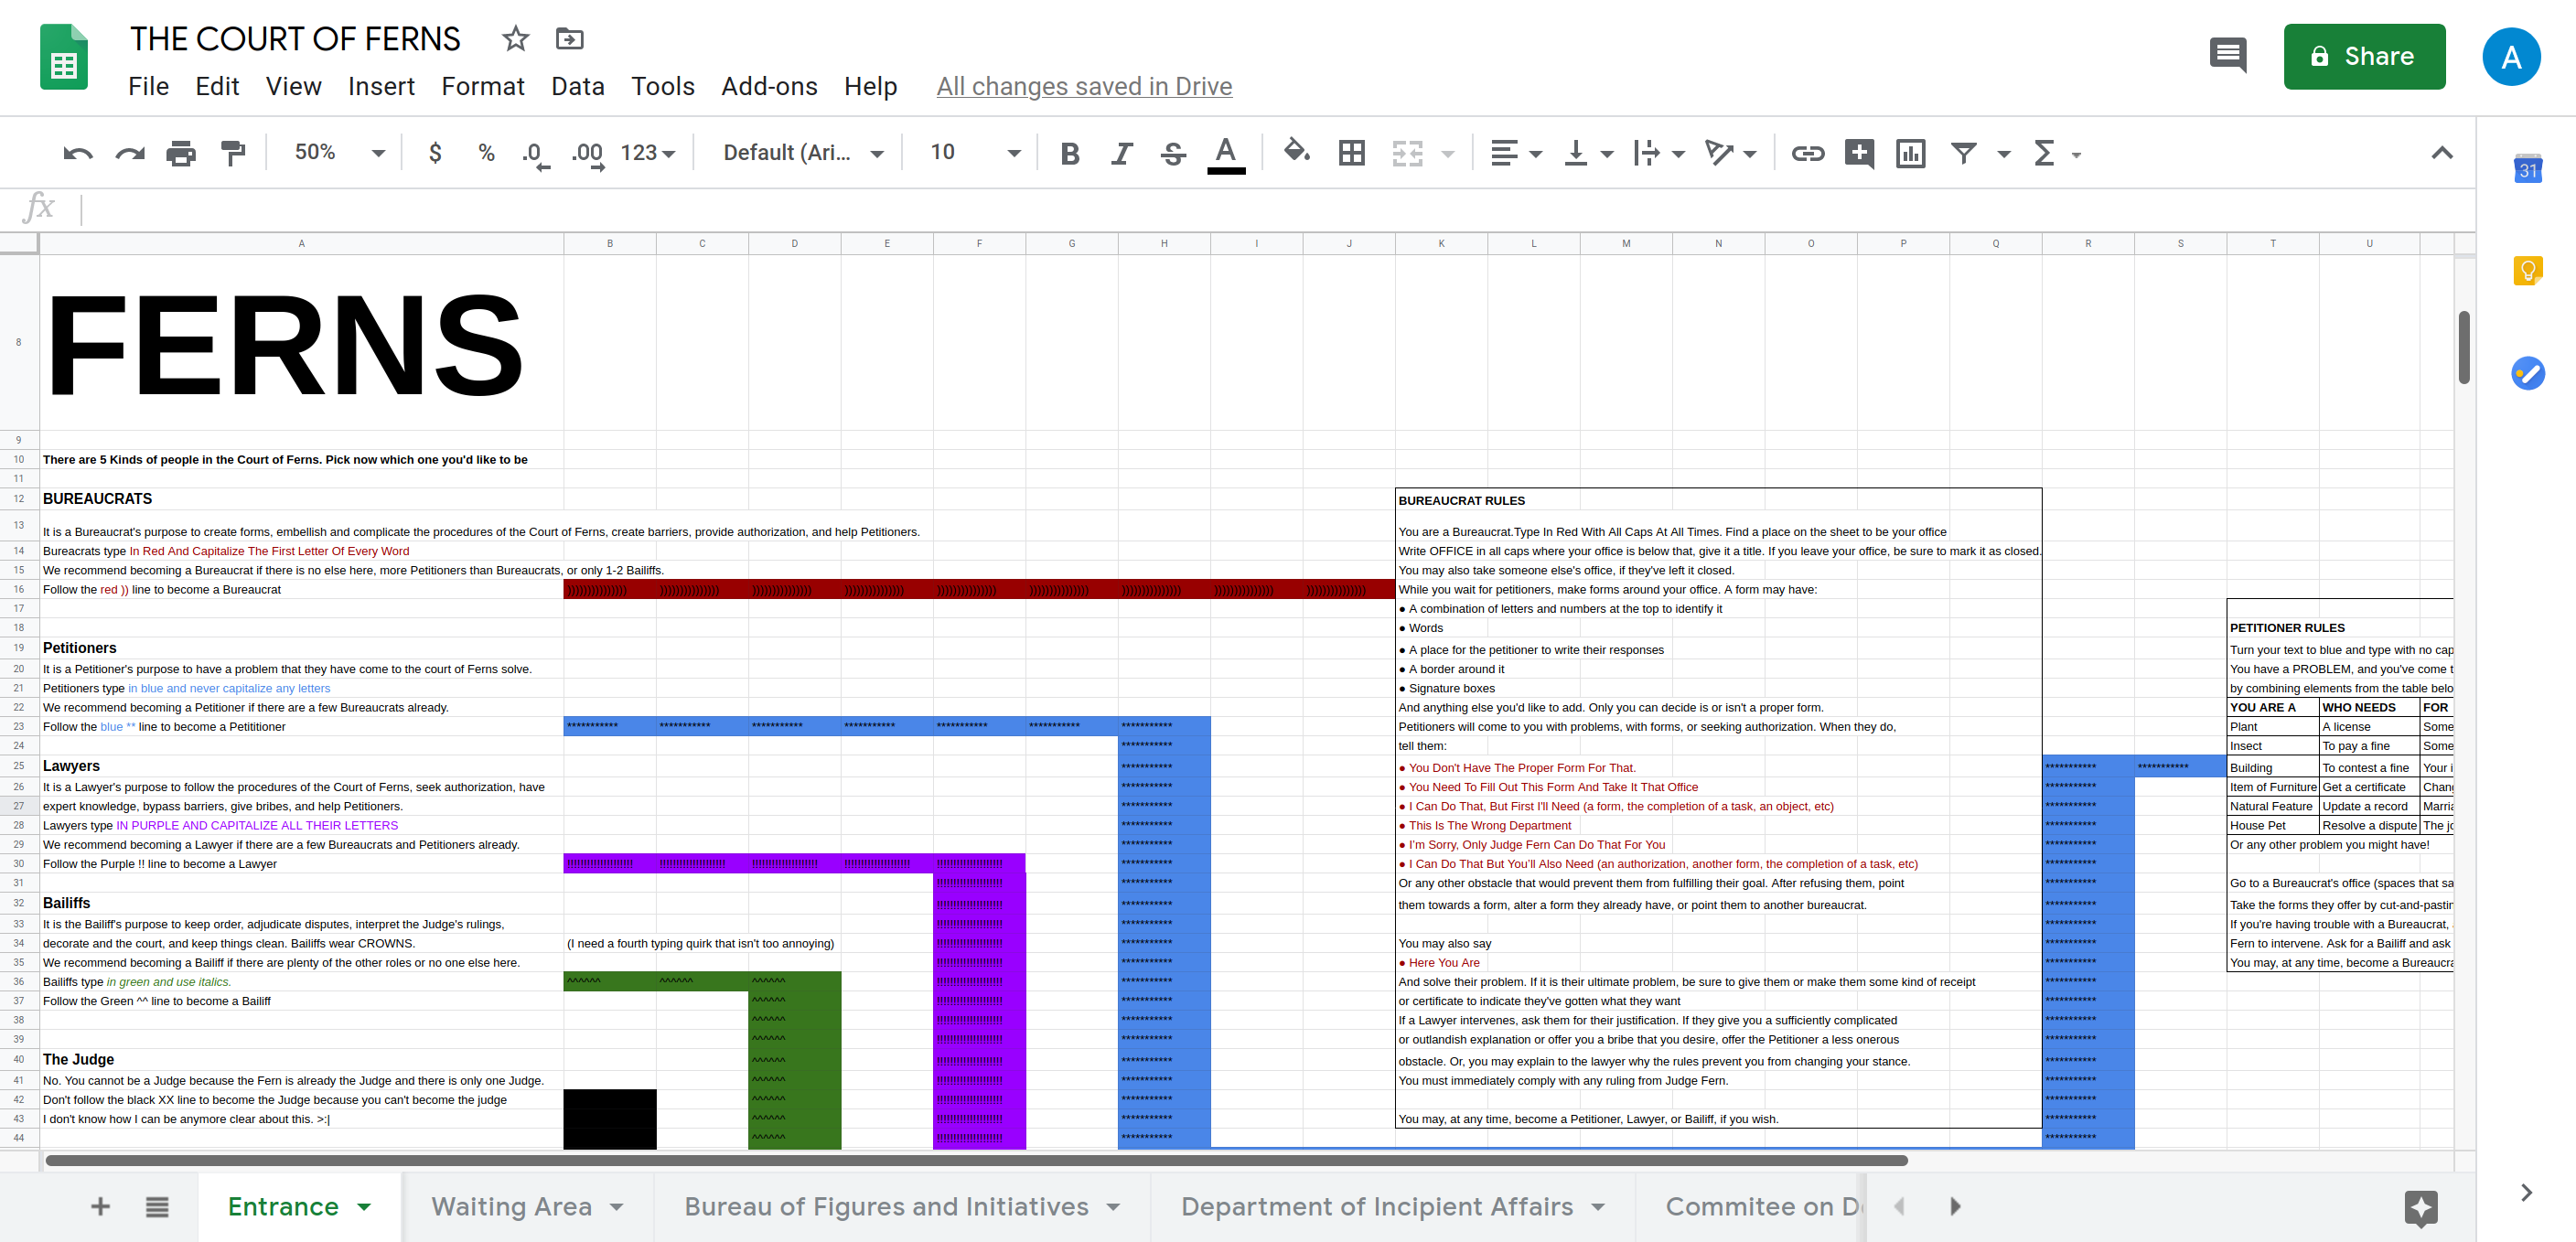 THE COURT OF FERNS
File Edit View Insert Format Data Tools Add-ons Help All changes saved in Drive
Share
A
50% $ % .0 .00 123 Default (Ari... 10 B I S A Σ
31
fx
A B C D E F G H I J K L M N O P Q R S T U
8 FERNS
9
10 There are 5 Kinds of people in the Court of Ferns. Pick now which one you'd like to be
11
12 BUREAUCRATS
13 It is a Bureaucrat's purpose to create forms, embellish and complicate the procedures of the Court of Ferns, create barriers, provide authorization, and help Petitioners.
14 Bureacrats type In Red And Capitalize The First Letter Of Every Word
15 We recommend becoming a Bureaucrat if there is no else here, more Petitioners than Bureaucrats, or only 1-2 Bailiffs.
16 Follow the red )) line to become a Bureaucrat
17
18
19 Petitioners
20 It is a Petitioner's purpose to have a problem that they have come to the court of Ferns solve.
21 Petitioners type in blue and never capitalize any letters
22 We recommend becoming a Petitioner if there are a few Bureaucrats already.
23 Follow the blue ** line to become a Petititioner
24
25 Lawyers
26 It is a Lawyer's purpose to follow the procedures of the Court of Ferns, seek authorization, have
27 expert knowledge, bypass barriers, give bribes, and help Petitioners.
28 Lawyers type IN PURPLE AND CAPITALIZE ALL THEIR LETTERS
29 We recommend becoming a Lawyer if there are a few Bureaucrats and Petitioners already.
30 Follow the Purple !! line to become a Lawyer
31
32 Bailiffs
33 It is the Bailiff's purpose to keep order, adjudicate disputes, interpret the Judge's rulings,
34 decorate and the court, and keep things clean. Bailiffs wear CROWNS. (I need a fourth typing quirk that isn't too annoying)
35 We recommend becoming a Bailiff if there are plenty of the other roles or no one else here.
36 Bailiffs type in green and use italics.
37 Follow the Green ^^ line to become a Bailiff
38
39
40 The Judge
41 No. You cannot be a Judge because the Fern is already the Judge and there is only one Judge.
42 Don't follow the black XX line to become the Judge because you can't become the judge
43 I don't know how I can be anymore clear about this. >:|
44
BUREAUCRAT RULES
You are a Bureaucrat.Type In Red With All Caps At All Times. Find a place on the sheet to be your office
Write OFFICE in all caps where your office is below that, give it a title. If you leave your office, be sure to mark it as closed.
You may also take someone else's office, if they've left it closed.
While you wait for petitioners, make forms around your office. A form may have:
● A combination of letters and numbers at the top to identify it
● Words
● A place for the petitioner to write their responses
● A border around it
● Signature boxes
And anything else you'd like to add. Only you can decide is or isn't a proper form.
Petitioners will come to you with problems, with forms, or seeking authorization. When they do,
tell them:
● You Don't Have The Proper Form For That.
● You Need To Fill Out This Form And Take It That Office
● I Can Do That, But First I'll Need (a form, the completion of a task, an object, etc)
● This Is The Wrong Department
● I'm Sorry, Only Judge Fern Can Do That For You
● I Can Do That But You'll Also Need (an authorization, another form, the completion of a task, etc)
Or any other obstacle that would prevent them from fulfilling their goal. After refusing them, point
them towards a form, alter a form they already have, or point them to another bureaucrat.
You may also say
● Here You Are
And solve their problem. If it is their ultimate problem, be sure to give them or make them some kind of receipt
or certificate to indicate they've gotten what they want
If a Lawyer intervenes, ask them for their justification. If they give you a sufficiently complicated
or outlandish explanation or offer you a bribe that you desire, offer the Petitioner a less onerous
obstacle. Or, you may explain to the lawyer why the rules prevent you from changing your stance.
You must immediately comply with any ruling from Judge Fern.
You may, at any time, become a Petitioner, Lawyer, or Bailiff, if you wish.
PETITIONER RULES
Turn your text to blue and type with no cap
You have a PROBLEM, and you've come t
by combining elements from the table belo
YOU ARE A WHO NEEDS FOR
Plant A license Some
Insect To pay a fine Some
Building To contest a fine Your i
Item of Furniture Get a certificate Chang
Natural Feature Update a record Marria
House Pet Resolve a dispute The jo
Or any other problem you might have!
Go to a Bureaucrat's office (spaces that sa
Take the forms they offer by cut-and-pastin
If you're having trouble with a Bureaucrat,
Fern to intervene. Ask for a Bailiff and ask
You may, at any time, become a Bureaucra
Entrance Waiting Area Bureau of Figures and Initiatives Department of Incipient Affairs Commitee on D